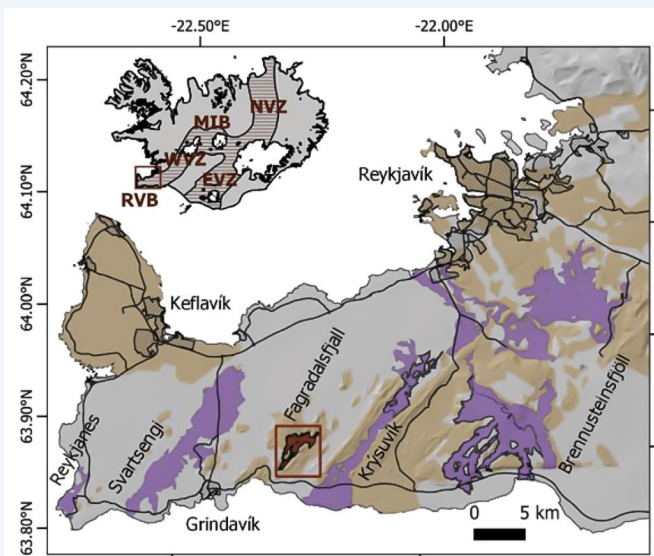 -22.50°E
-22.00°E
64.20°N
64.10°N
64.00°N
63.90°N
63.80°N
NVZ
MIB
WVZ
EVZ
RVB
Reykjavík
Keflavík
Fagradalsfjall
Reykjanes
Svartsengi
Krýsuvík
Brennusteinsfjöll
Grindavík
0 5 km